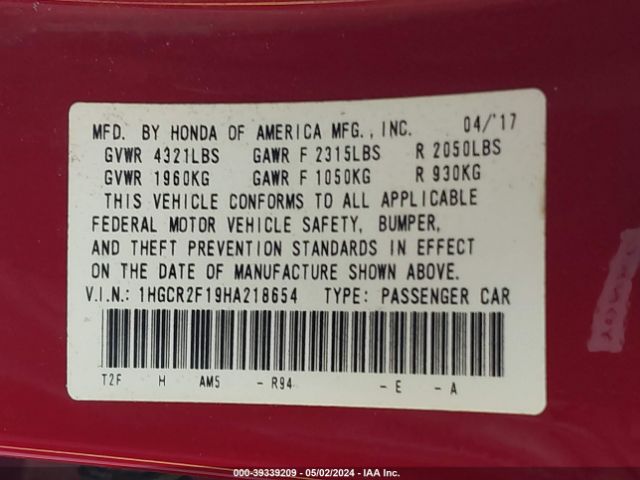 MFD. BY HONDA OF AMERICA MFG., INC. 04/'17
GVWR 4321LBS GAWR F 2315LBS R 2050LBS
GVWR 1960KG GAWR F 1050KG R 930KG
THIS VEHICLE CONFORMS TO ALL APPLICABLE
FEDERAL MOTOR VEHICLE SAFETY, BUMPER,
AND THEFT PREVENTION STANDARDS IN EFFECT
ON THE DATE OF MANUFACTURE SHOWN ABOVE.
V.I.N.: 1HGCR2F19HA218654 TYPE: PASSENGER CAR
T2F H AM5 - R94 - E - A
000-39339209 - 05/02/2024 - IAA Inc.